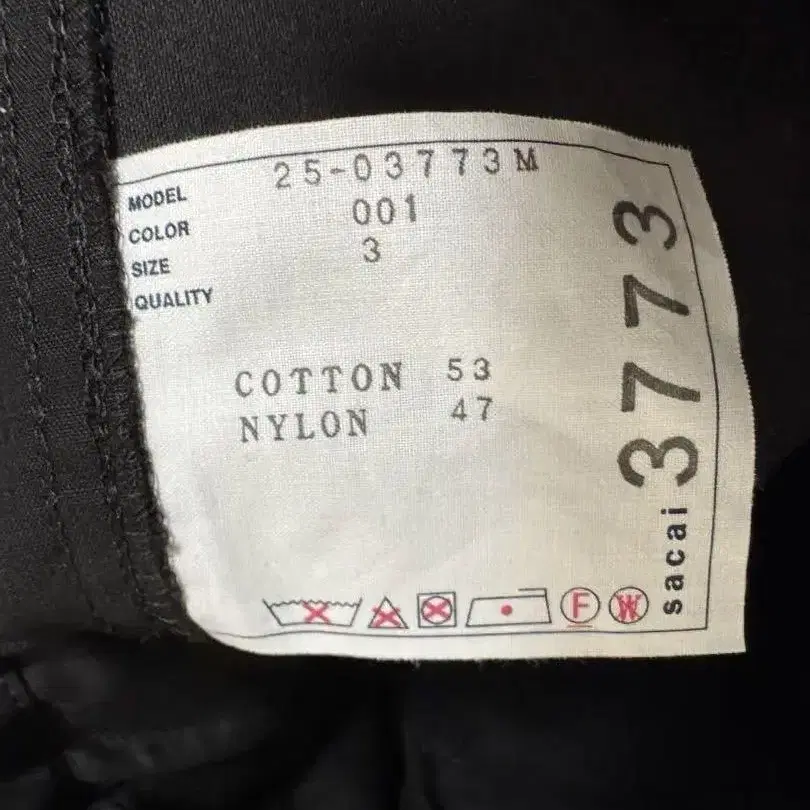 MODEL 25-03773M
COLOR 001
SIZE 3
QUALITY
COTTON 53
NYLON 47
F W
sacai 3773